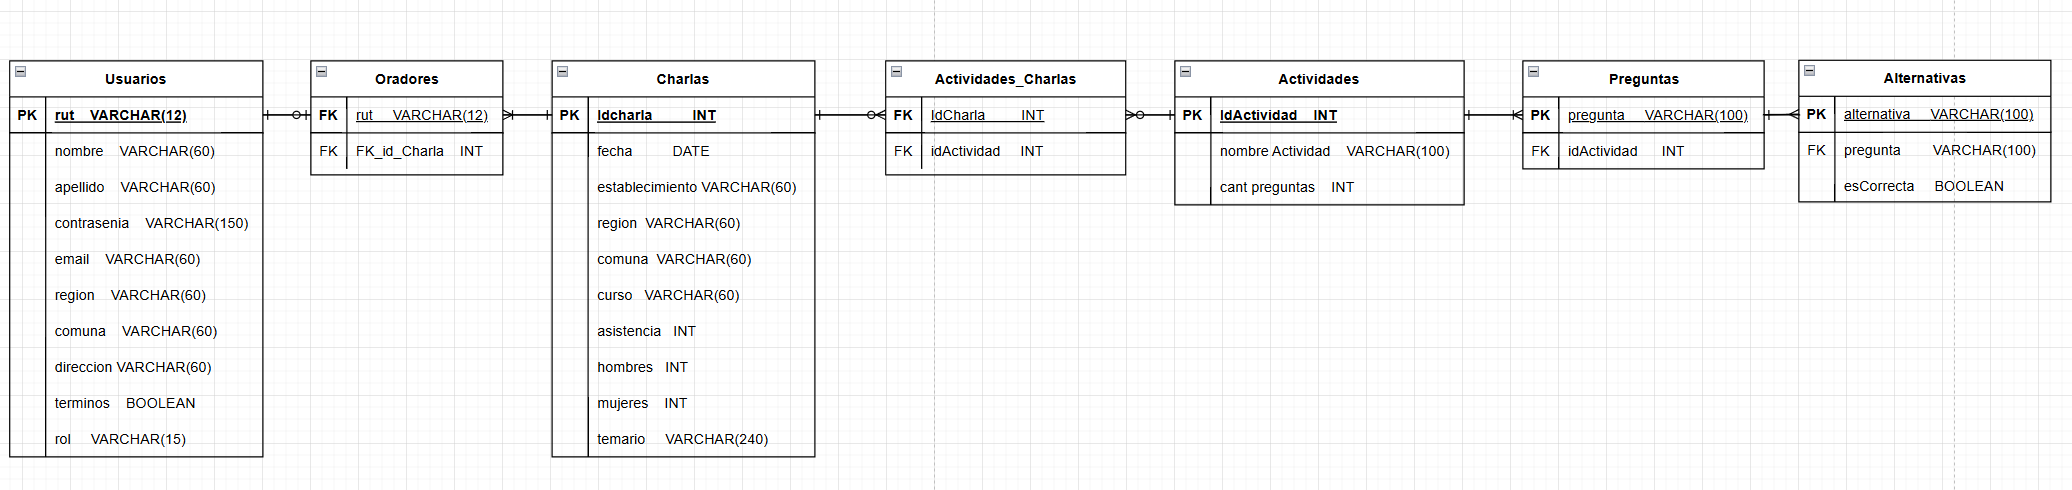 Usuarios
PK rut VARCHAR(12)
nombre VARCHAR(60)
apellido VARCHAR(60)
contrasenia VARCHAR(150)
email VARCHAR(60)
region VARCHAR(60)
comuna VARCHAR(60)
direccion VARCHAR(60)
terminos BOOLEAN
rol VARCHAR(15)
Oradores
FK rut VARCHAR(12)
FK FK_id_Charla INT
Charlas
PK Idcharla INT
fecha DATE
establecimiento VARCHAR(60)
region VARCHAR(60)
comuna VARCHAR(60)
curso VARCHAR(60)
asistencia INT
hombres INT
mujeres INT
temario VARCHAR(240)
Actividades_Charlas
FK IdCharla INT
FK idActividad INT
Actividades
PK IdActividad INT
nombre Actividad VARCHAR(100)
cant preguntas INT
Preguntas
PK pregunta VARCHAR(100)
FK idActividad INT
Alternativas
PK alternativa VARCHAR(100)
FK pregunta VARCHAR(100)
esCorrecta BOOLEAN